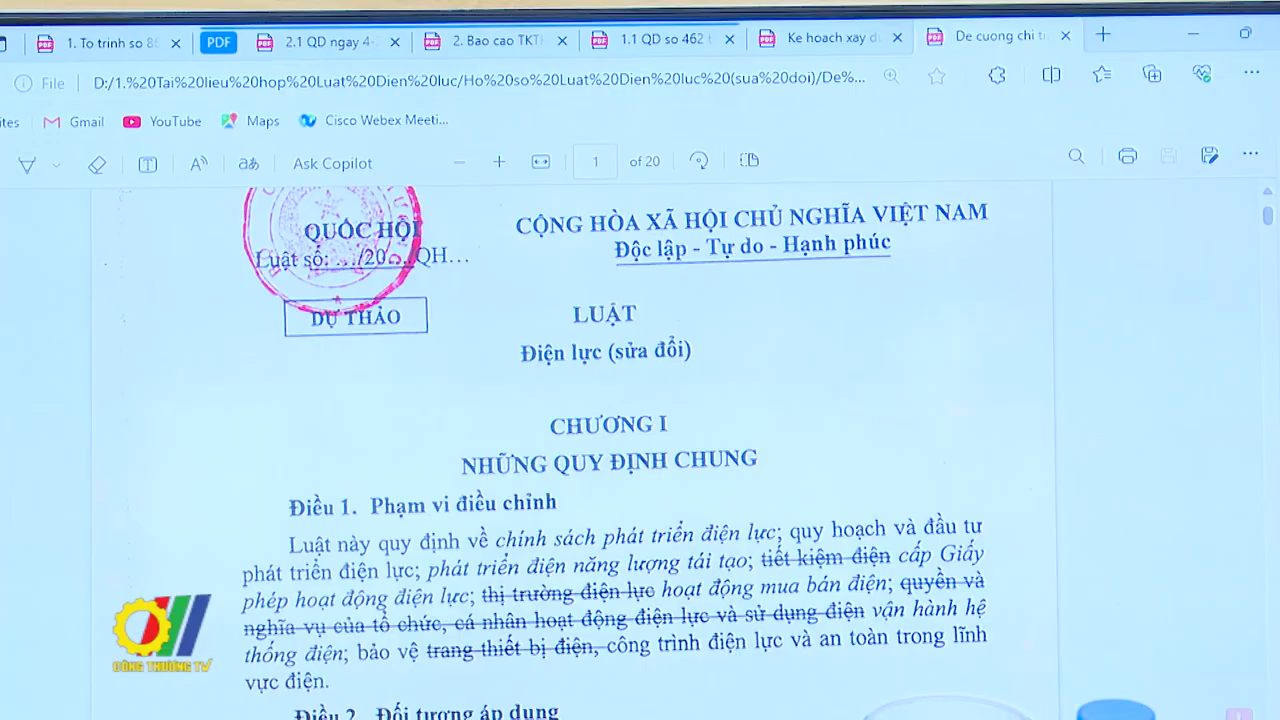 1. To trinh so 8
PDF
2.1 QD ngay 4-
2. Bao cao TKT
1.1 QD so 462
Ke hoach xay d
De cuong chi ti
File
D:/1.%20Tai%20lieu%20hop%20Luat%20Dien%20luc/Ho%20so%20Luat%20Dien%20luc%20(sua%20doi)/De%...
ites
Gmail
YouTube
Maps
Cisco Webex Meeti...
Ask Copilot
1
of 20
QUỐC HỘI
CỘNG HÒA XÃ HỘI CHỦ NGHĨA VIỆT NAM
Luật số: .../20..../QH...
Độc lập - Tự do - Hạnh phúc
DỰ THẢO
LUẬT
Điện lực (sửa đổi)
CHƯƠNG I
NHỮNG QUY ĐỊNH CHUNG
Điều 1. Phạm vi điều chỉnh
Luật này quy định về chính sách phát triển điện lực; quy hoạch và đầu tư
phát triển điện lực; phát triển điện năng lượng tái tạo; tiết kiệm điện cấp Giấy
phép hoạt động điện lực; thị trường điện lực hoạt động mua bán điện; quyền và
nghĩa vụ của tổ chức, cá nhân hoạt động điện lực và sử dụng điện vận hành hệ
thống điện; bảo vệ trang thiết bị điện, công trình điện lực và an toàn trong lĩnh
vực điện.
Điều 2. Đối tượng áp dụng
CÔNG THƯƠNG TV